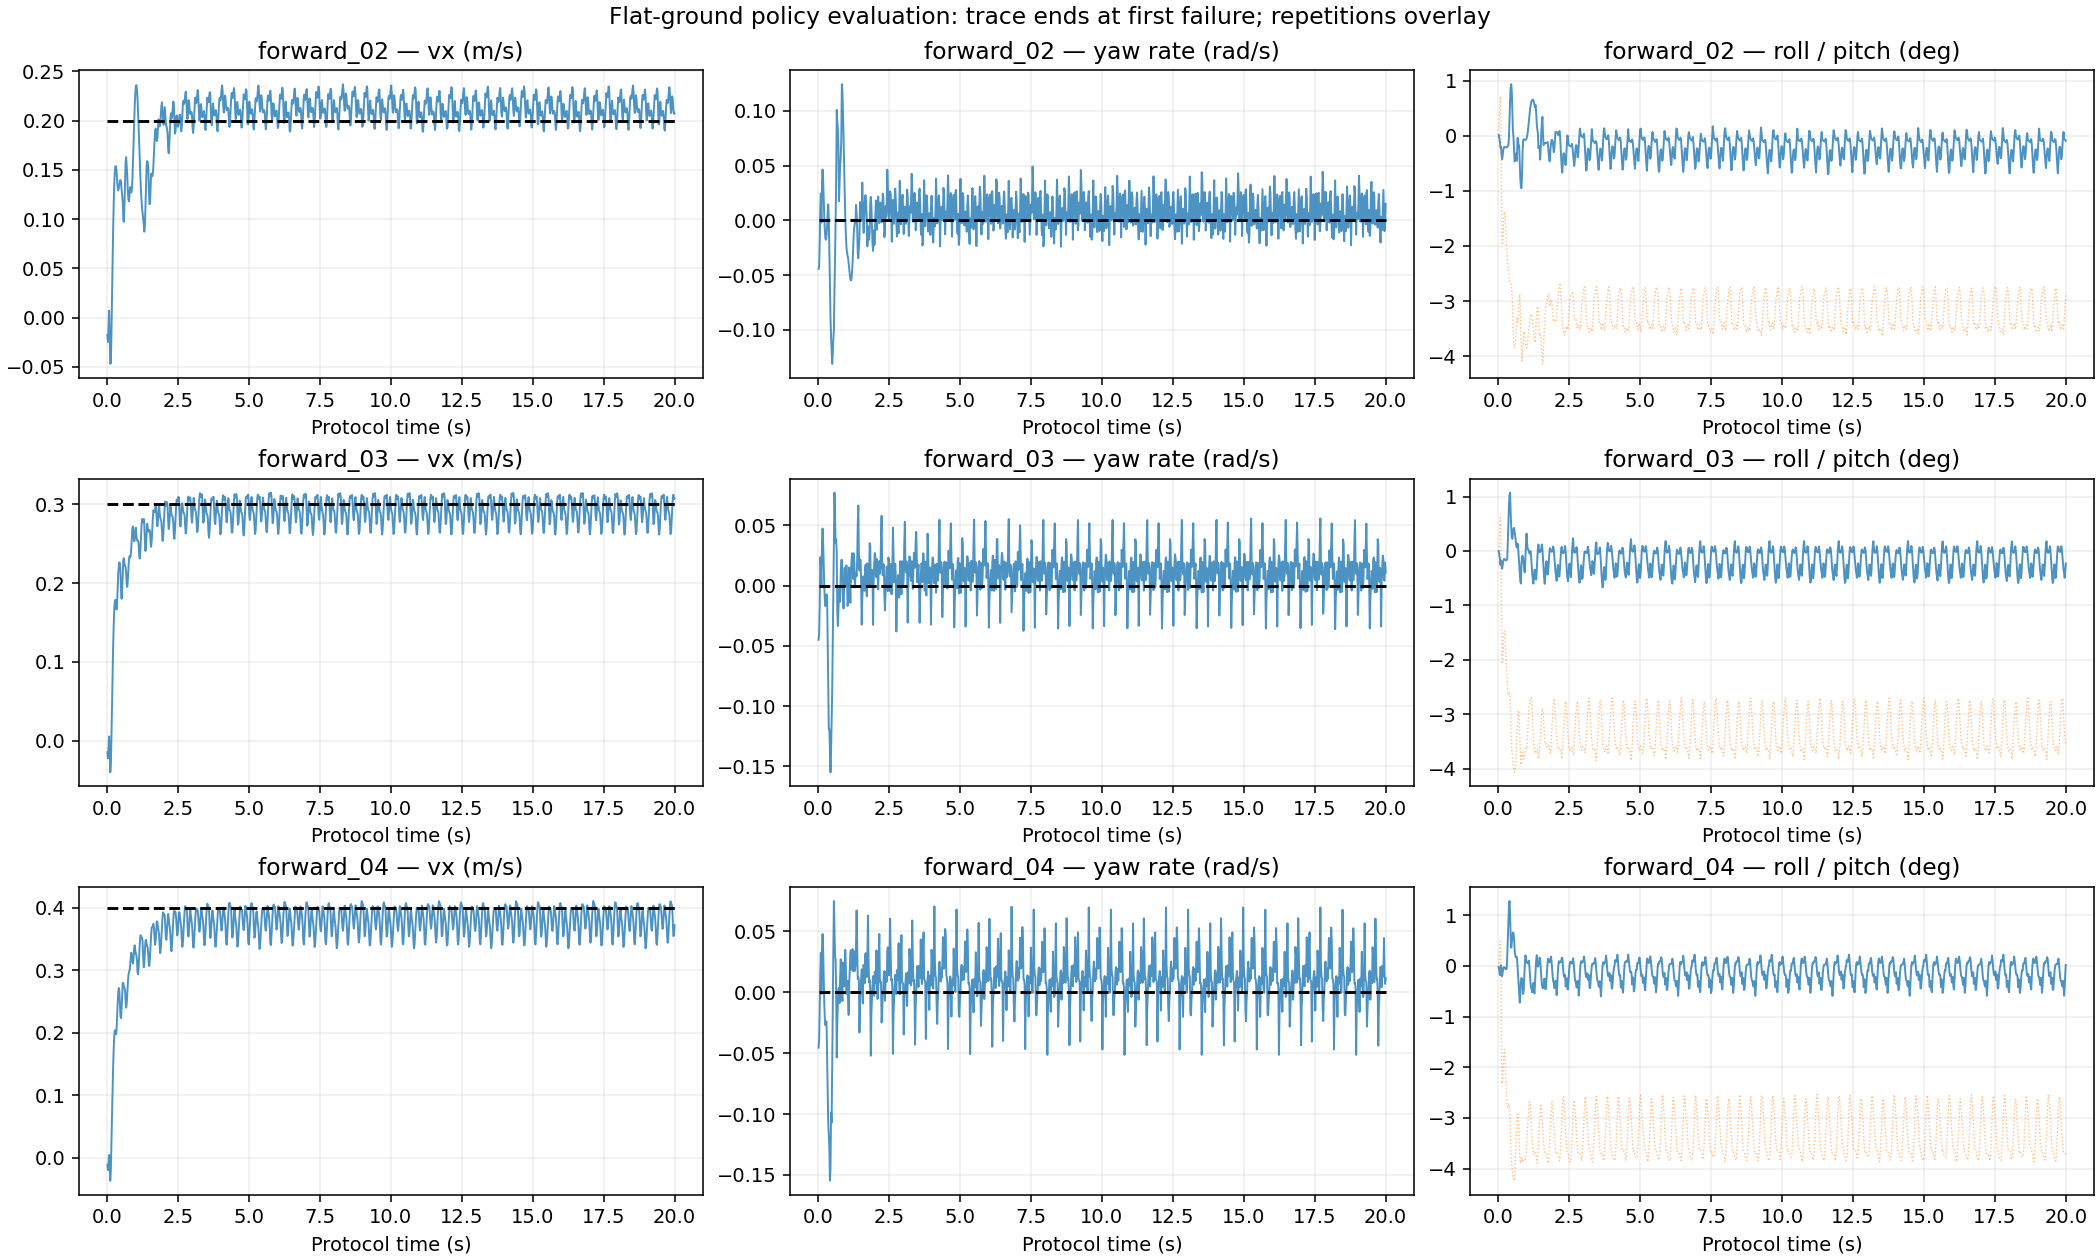 Flat-ground policy evaluation: trace ends at first failure; repetitions overlay
forward_02 — vx (m/s)
0.25
0.20
0.15
0.10
0.05
0.00
−0.05
0.0 2.5 5.0 7.5 10.0 12.5 15.0 17.5 20.0
Protocol time (s)
forward_02 — yaw rate (rad/s)
0.10
0.05
0.00
−0.05
−0.10
0.0 2.5 5.0 7.5 10.0 12.5 15.0 17.5 20.0
Protocol time (s)
forward_02 — roll / pitch (deg)
1
0
−1
−2
−3
−4
0.0 2.5 5.0 7.5 10.0 12.5 15.0 17.5 20.0
Protocol time (s)
forward_03 — vx (m/s)
0.3
0.2
0.1
0.0
0.0 2.5 5.0 7.5 10.0 12.5 15.0 17.5 20.0
Protocol time (s)
forward_03 — yaw rate (rad/s)
0.05
0.00
−0.05
−0.10
−0.15
0.0 2.5 5.0 7.5 10.0 12.5 15.0 17.5 20.0
Protocol time (s)
forward_03 — roll / pitch (deg)
1
0
−1
−2
−3
−4
0.0 2.5 5.0 7.5 10.0 12.5 15.0 17.5 20.0
Protocol time (s)
forward_04 — vx (m/s)
0.4
0.3
0.2
0.1
0.0
0.0 2.5 5.0 7.5 10.0 12.5 15.0 17.5 20.0
Protocol time (s)
forward_04 — yaw rate (rad/s)
0.05
0.00
−0.05
−0.10
−0.15
0.0 2.5 5.0 7.5 10.0 12.5 15.0 17.5 20.0
Protocol time (s)
forward_04 — roll / pitch (deg)
1
0
−1
−2
−3
−4
0.0 2.5 5.0 7.5 10.0 12.5 15.0 17.5 20.0
Protocol time (s)